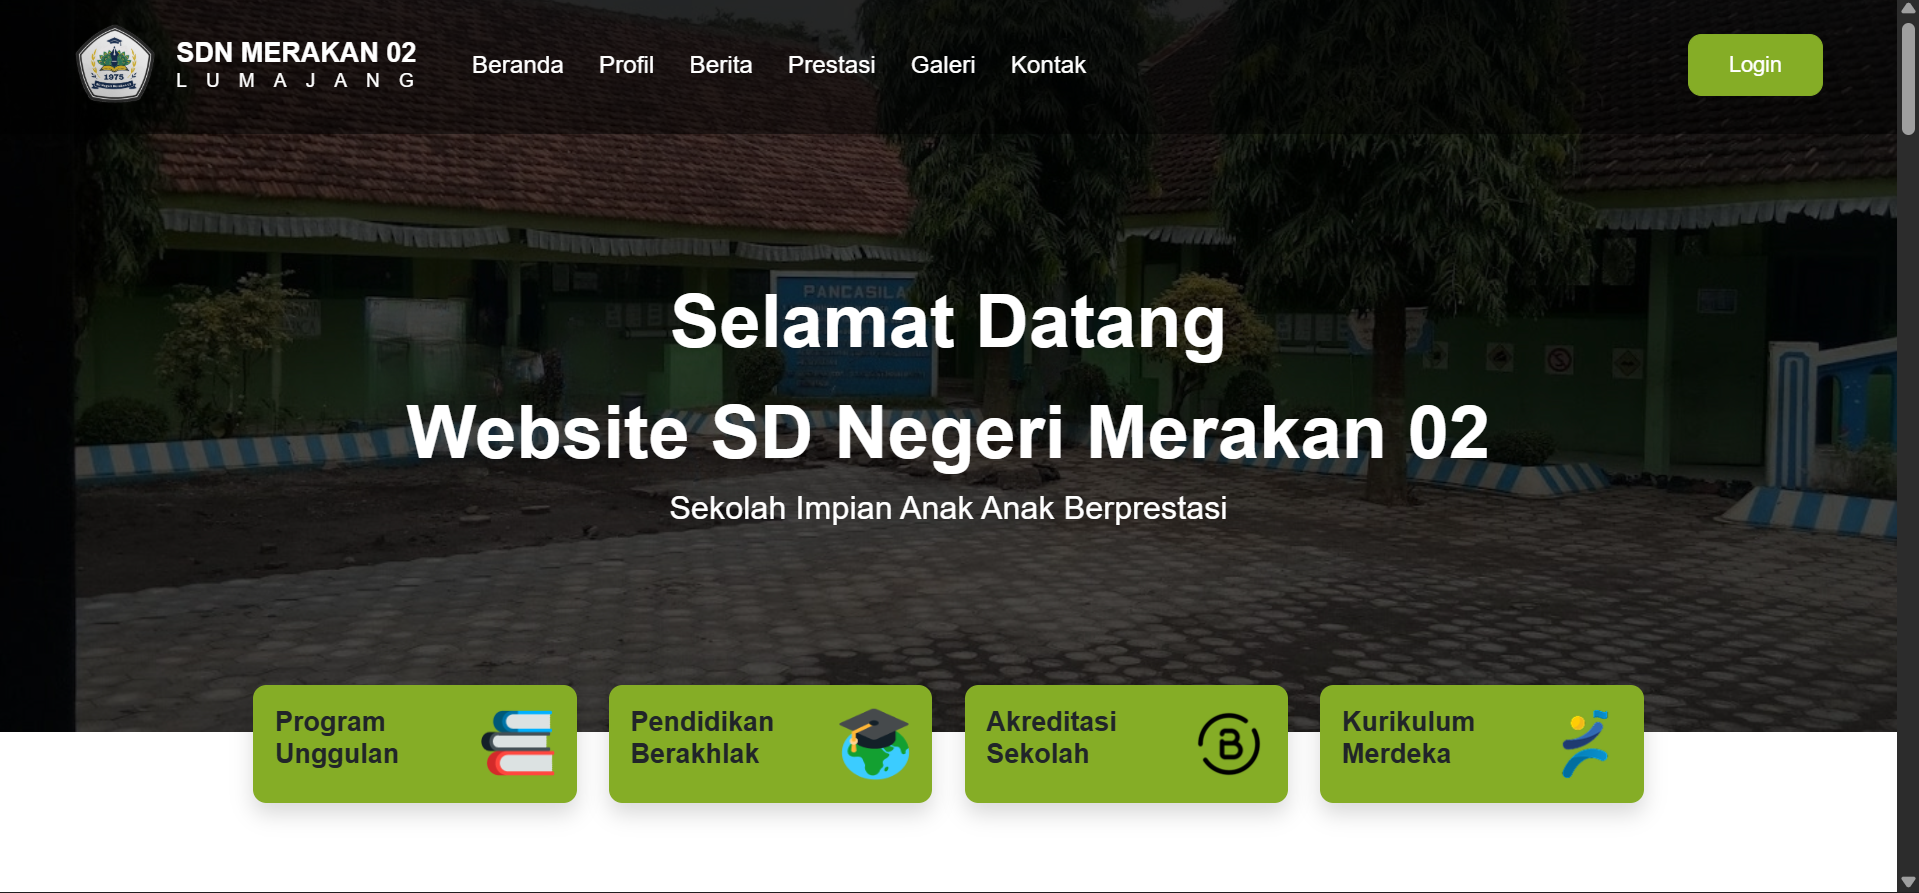 1975
SDN MERAKAN 02
LUMAJANG
Beranda
Profil
Berita
Prestasi
Galeri
Kontak
Login
PANCASILA
Selamat Datang
Website SD Negeri Merakan 02
Sekolah Impian Anak Anak Berprestasi
Program
Unggulan
Pendidikan
Berakhlak
Akreditasi
Sekolah
B
Kurikulum
Merdeka